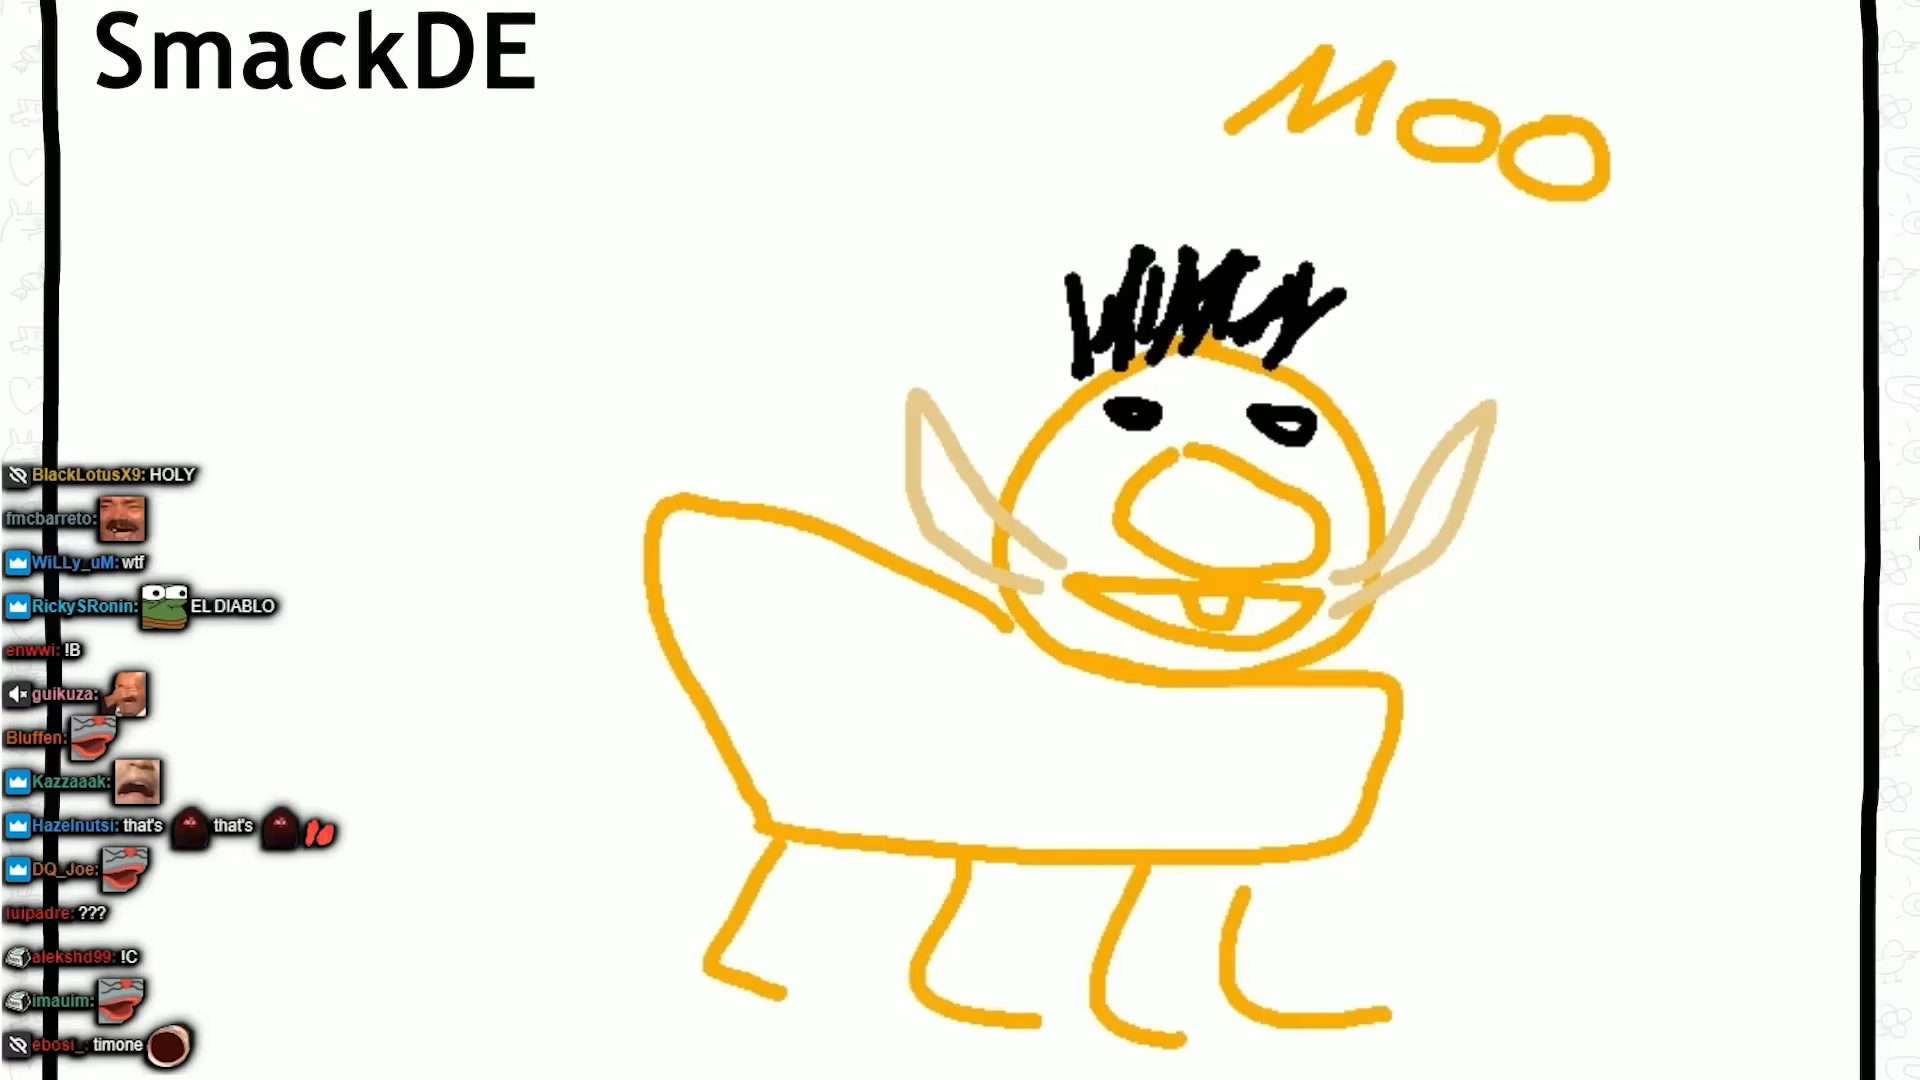 SmackDE
MOO
BlackLotusX9: HOLY
fmcbarreto:
WiLLy_uM: wtf
RickySRonin: EL DIABLO
enwwi: !B
guikuza:
Bluffen:
Kazzaaak:
Hazelnutsi: that's that's
DQ_Joe:
luipadre: ???
alekshd99: !C
imauim:
ebosi_: timone